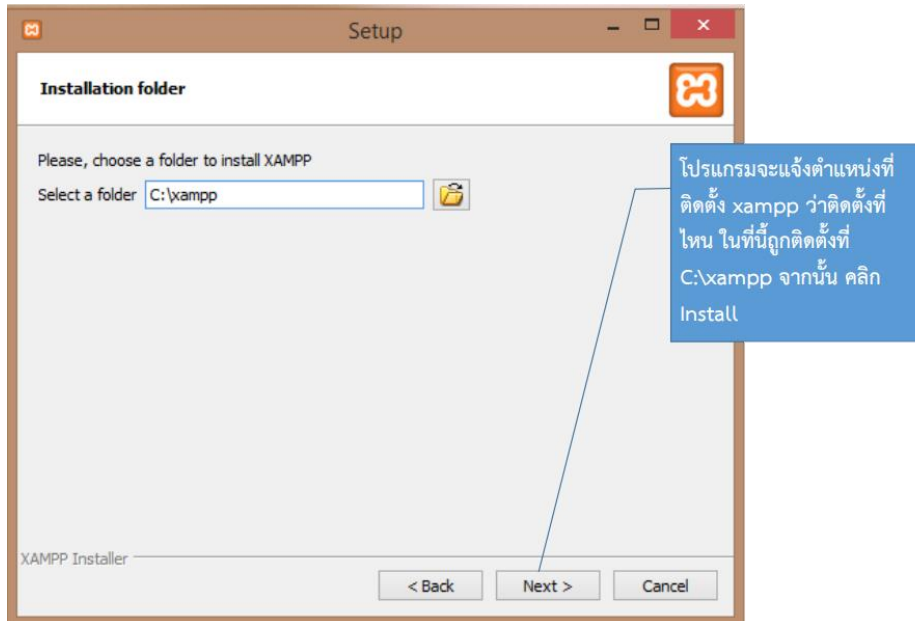 Setup
Installation folder
Please, choose a folder to install XAMPP
Select a folder C:\xampp
โปรแกรมจะแจ้งตำแหน่งที่
ติดตั้ง xampp ว่าติดตั้งที่
ไหน ในที่นี้ถูกติดตั้งที่
C:\xampp จากนั้น คลิก
Install
XAMPP Installer
< Back Next > Cancel